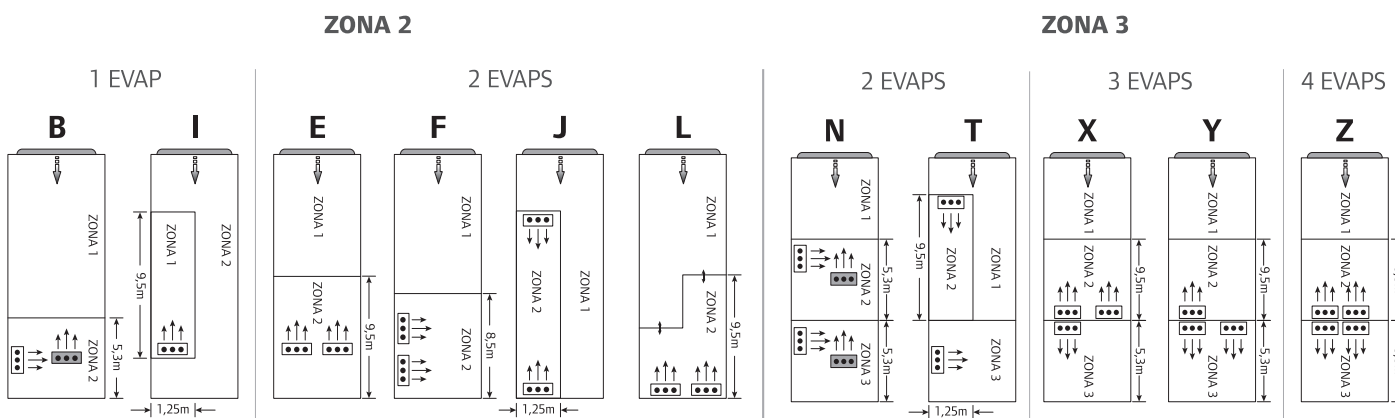 ZONA 2
ZONA 3
1 EVAP
2 EVAPS
2 EVAPS
3 EVAPS
4 EVAPS
B
I
E
F
J
L
N
T
X
Y
Z
ZONA 1
ZONA 2
5,3m
ZONA 1
ZONA 2
9,5m
1,25m
ZONA 1
ZONA 2
9,5m
ZONA 2
8,5m
ZONA 2
ZONA 1
1,25m
ZONA 1
ZONA 2
9,5m
ZONA 1
ZONA 2
ZONA 3
5,3m
5,3m
9,5m
ZONA 2
ZONA 1
ZONA 3
1,25m
ZONA 1
ZONA 2
ZONA 3
9,5m
5,3m
ZONA 1
ZONA 2
ZONA 3
9,5m
5,3m
ZONA 1
ZONA 2
ZONA 3